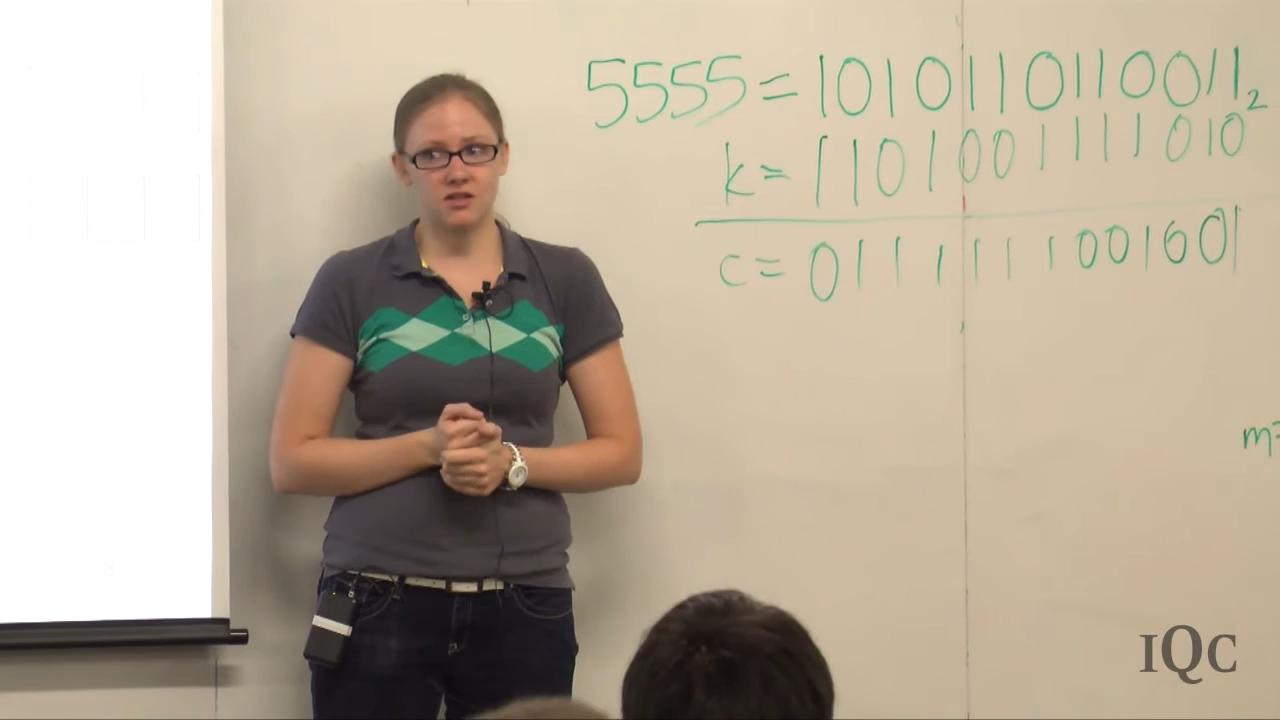 5555 = 1010110110011₂
k = 1101001111010
c = 0111111001001
m=
IQC